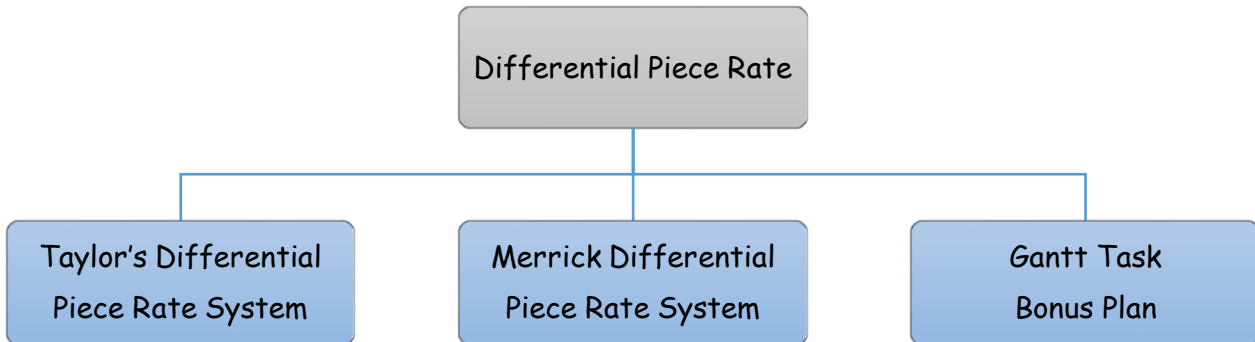 Differential Piece Rate
Taylor’s Differential
Piece Rate System
Merrick Differential
Piece Rate System
Gantt Task
Bonus Plan